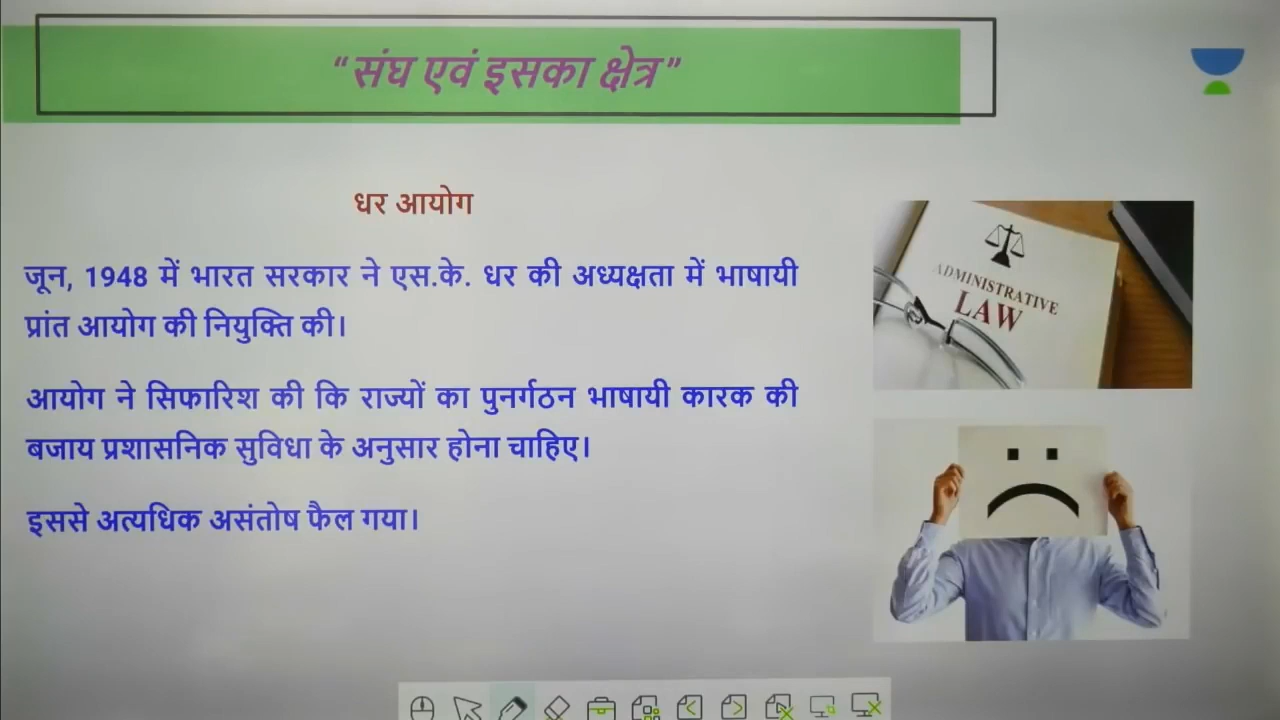 “संघ एवं इसका क्षेत्र”
धर आयोग
जून, 1948 में भारत सरकार ने एस.के. धर की अध्यक्षता में भाषायी
प्रांत आयोग की नियुक्ति की।
आयोग ने सिफारिश की कि राज्यों का पुनर्गठन भाषायी कारक की
बजाय प्रशासनिक सुविधा के अनुसार होना चाहिए।
इससे अत्यधिक असंतोष फैल गया।
ADMINISTRATIVE
LAW